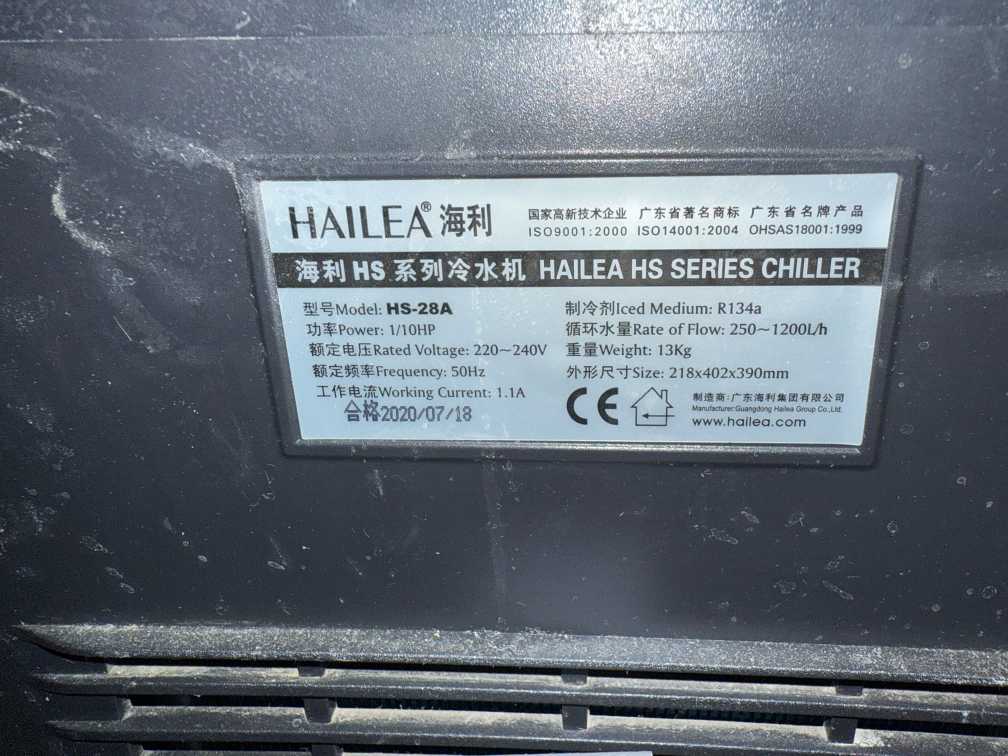 HAILEA® 海利
国家高新技术企业 广东省著名商标 广东省名牌产品
ISO9001:2000 ISO14001:2004 OHSAS18001:1999
海利 HS 系列冷水机 HAILEA HS SERIES CHILLER
型号Model: HS-28A
功率Power: 1/10HP
额定电压Rated Voltage: 220～240V
额定频率Frequency: 50Hz
工作电流Working Current: 1.1A
合格2020/07/18
制冷剂Iced Medium: R134a
循环水量Rate of Flow: 250～1200L/h
重量Weight: 13Kg
外形尺寸Size: 218x402x390mm
CE
制造商:广东海利集团有限公司
Manufacturer:Guangdong Hailea Group Co.,Ltd.
www.hailea.com